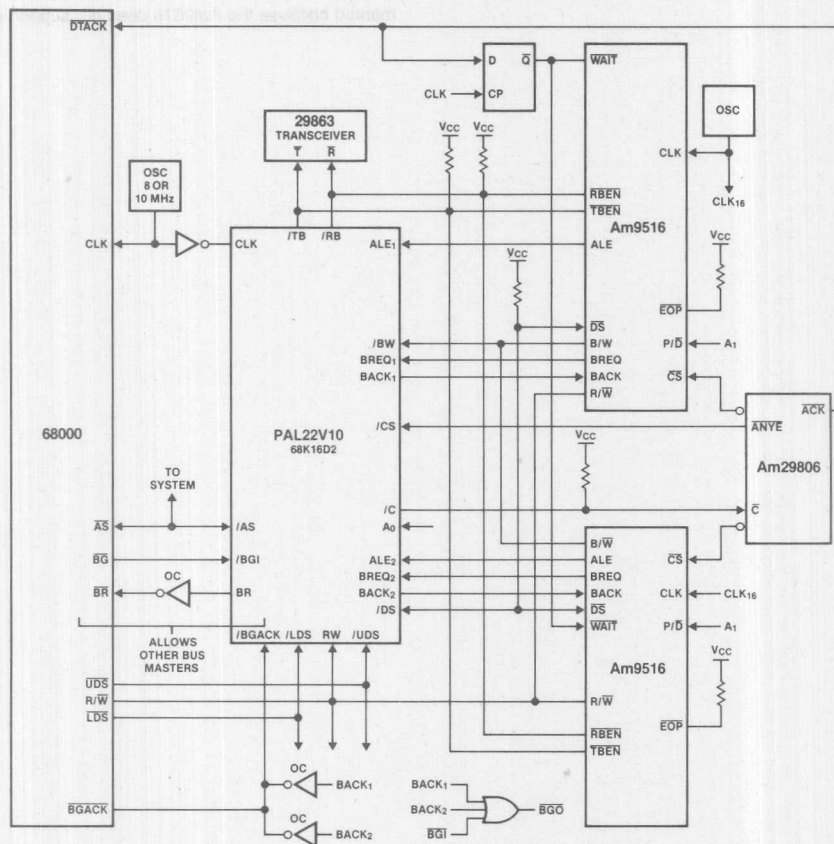 DTACK
D
Q
CP
CLK
WAIT
OSC
CLK
CLK16
29863
TRANSCEIVER
T
R
VCC
VCC
OSC
8 OR
10 MHz
RBEN
TBEN
Am9516
CLK
CLK
/TB
/RB
ALE1
ALE
VCC
VCC
EOP
DS
/BW
B/W
P/D
A1
BREQ1
BREQ
BACK1
BACK
CS
R/W
ACK
68000
PAL22V10
68K16D2
/CS
ANYE
VCC
Am29806
TO
SYSTEM
/C
C
AS
/AS
A0
B/W
BG
/BGI
ALE2
ALE
CS
OC
BREQ2
BREQ
CLK
CLK16
BR
BR
BACK2
BACK
/DS
DS
P/D
A1
/BGACK
/LDS
RW
/UDS
WAIT
VCC
ALLOWS
OTHER BUS
MASTERS
Am9516
UDS
R/W
R/W
LDS
EOP
RBEN
TBEN
OC
BACK1
BACK1
BGACK
BACK2
BGO
OC
BACK2
BGI